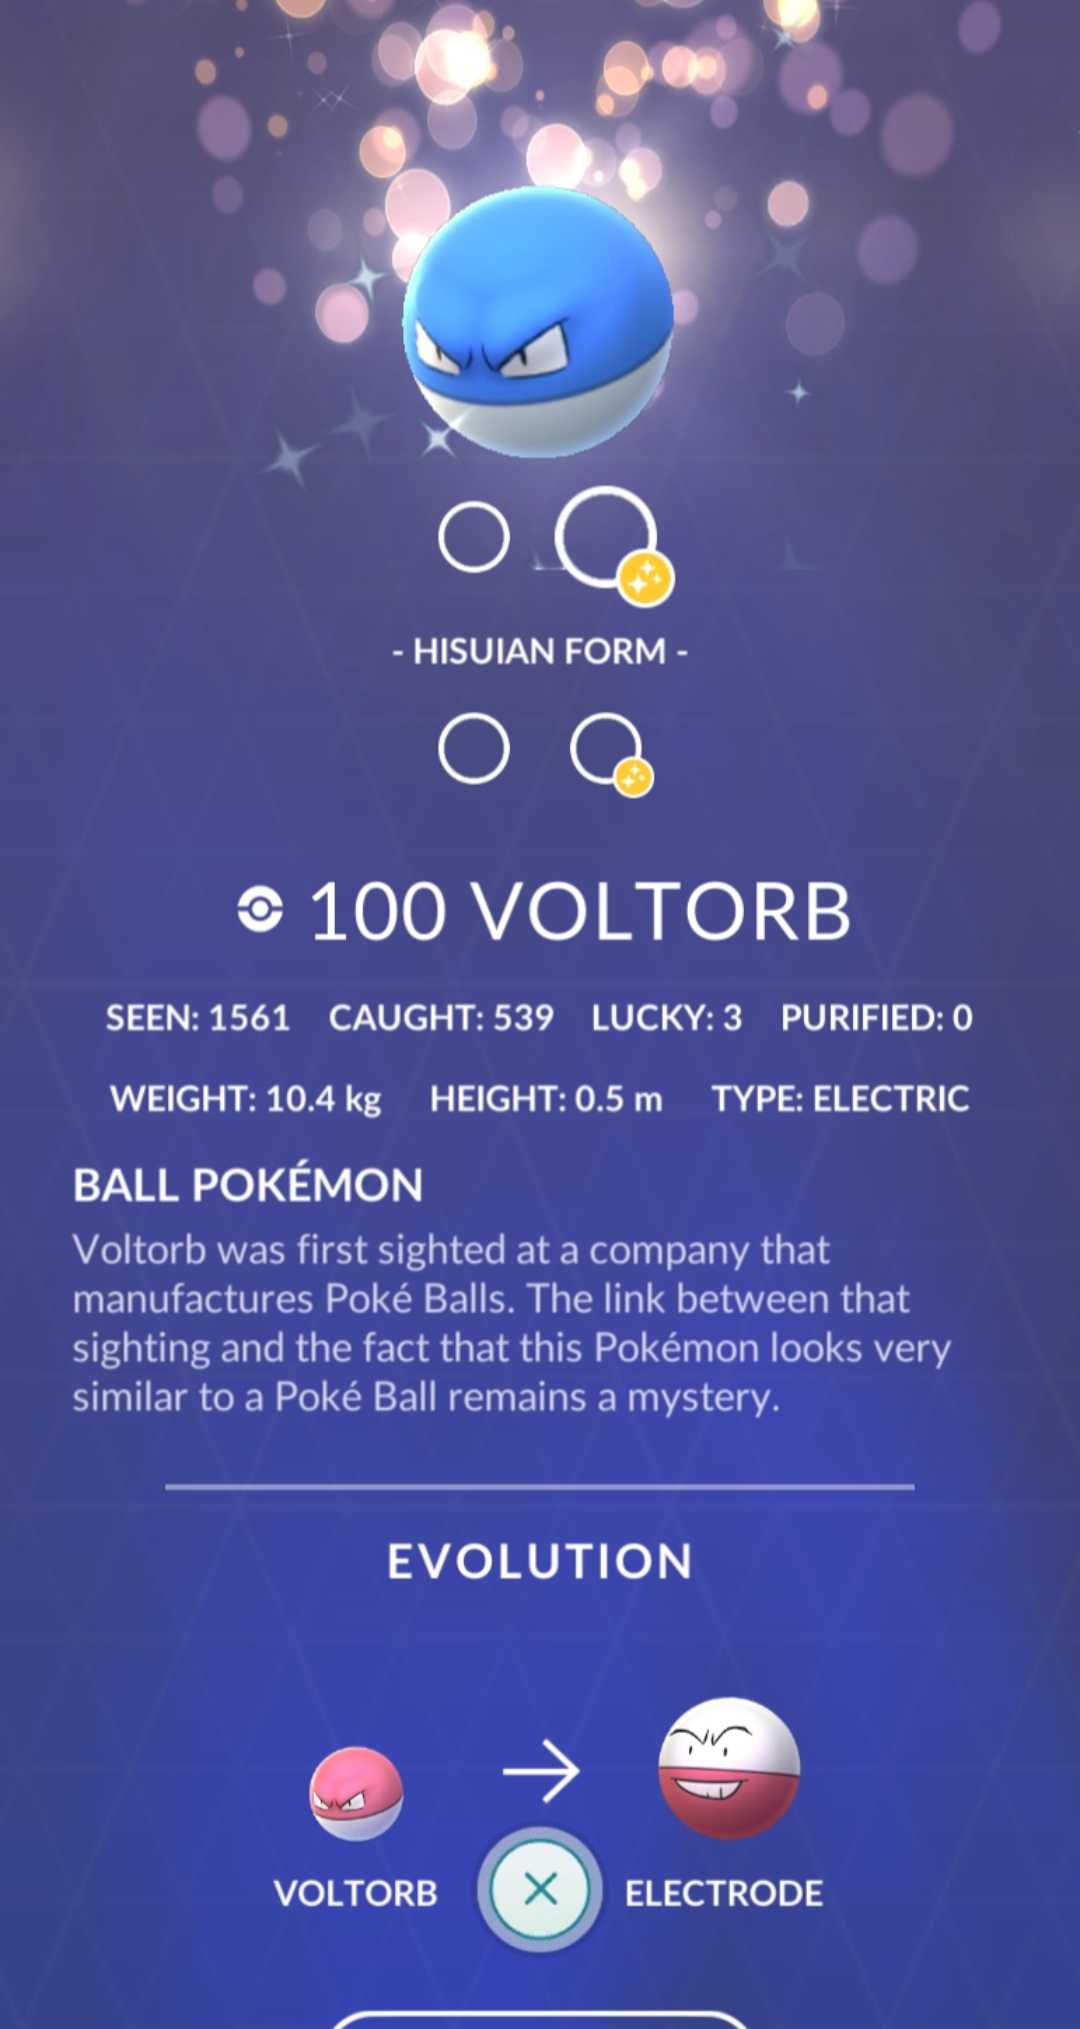 - HISUIAN FORM -
100 VOLTORB
SEEN: 1561 CAUGHT: 539 LUCKY: 3 PURIFIED: 0
WEIGHT: 10.4 kg HEIGHT: 0.5 m TYPE: ELECTRIC
BALL POKÉMON
Voltorb was first sighted at a company that
manufactures Poké Balls. The link between that
sighting and the fact that this Pokémon looks very
similar to a Poké Ball remains a mystery.
EVOLUTION
VOLTORB ELECTRODE